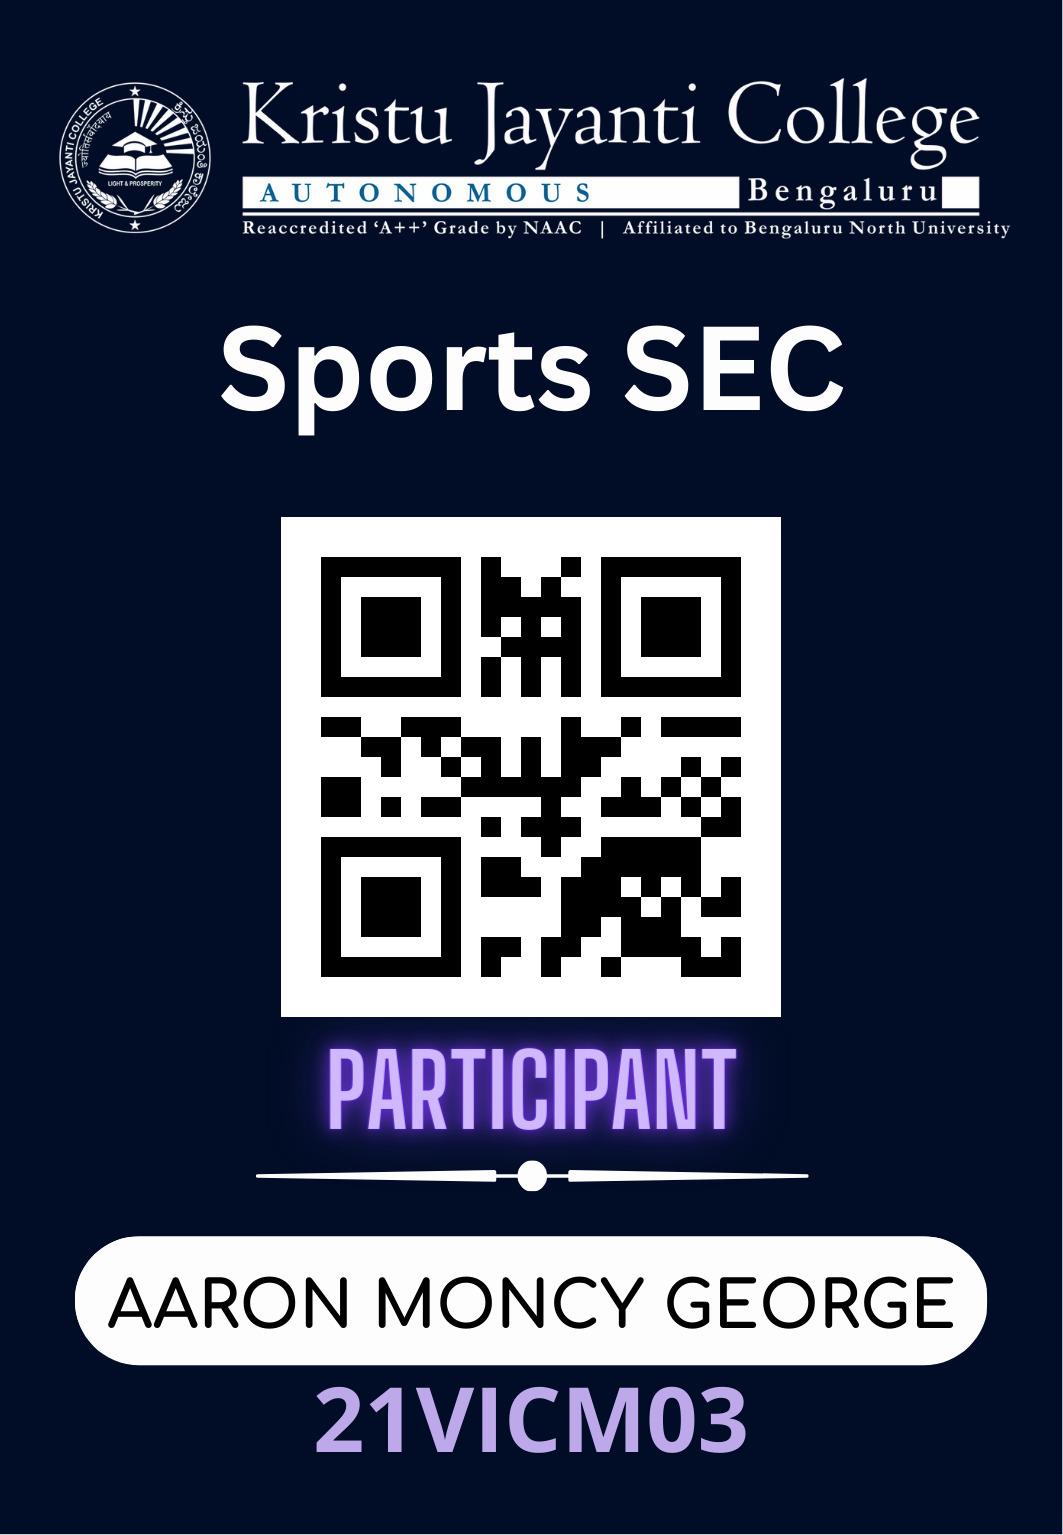 Kristu Jayanti College
AUTONOMOUS Bengaluru
Reaccredited ‘A++’ Grade by NAAC | Affiliated to Bengaluru North University
KRISTU JAYANTI COLLEGE
LIGHT & PROSPERITY
Sports SEC
PARTICIPANT
AARON MONCY GEORGE
21VICM03